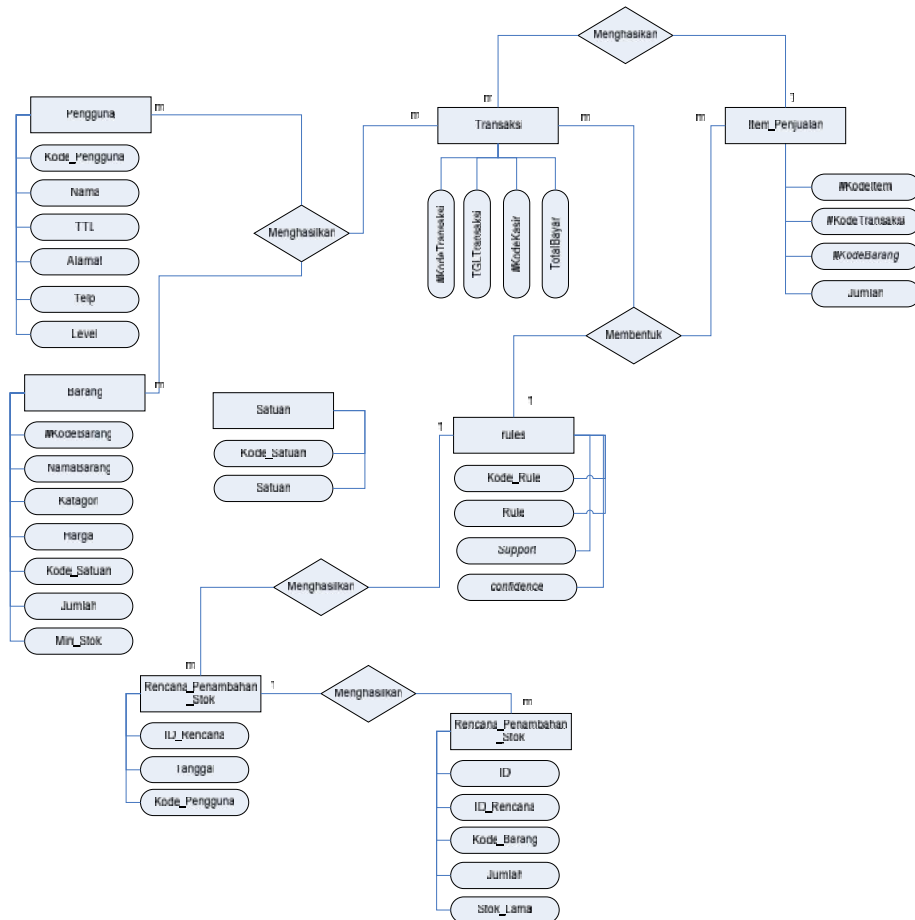 Menghasikan
m
1
Pengguna
m
Transaksi
m
m
Item_Penjualan
m
Kode_Pengguna
Nama
TTL
Alamat
Telp
Level
Menghasilkan
#KodeTransaksi
TGLTransaksi
#KodeKasir
TotalBayar
#KodeItem
#KodeTransaksi
#KodeBarang
Jumlah
Membentuk
Barang
m
#KodeBarang
NamaBarang
Katagori
Harga
Kode_Satuan
Jumlah
Min_Stok
Satuan
Kode_Satuan
Satuan
1
1
rules
Kode_Rule
Rule
Support
confidence
Menghasilkan
m
Rencana_Penambahan
_Stok
1
ID_Rencana
Tanggal
Kode_Pengguna
Menghasilkan
m
Rencana_Penambahan
_Stok
ID
ID_Rencana
Kode_Barang
Jumlah
Stok_Lama